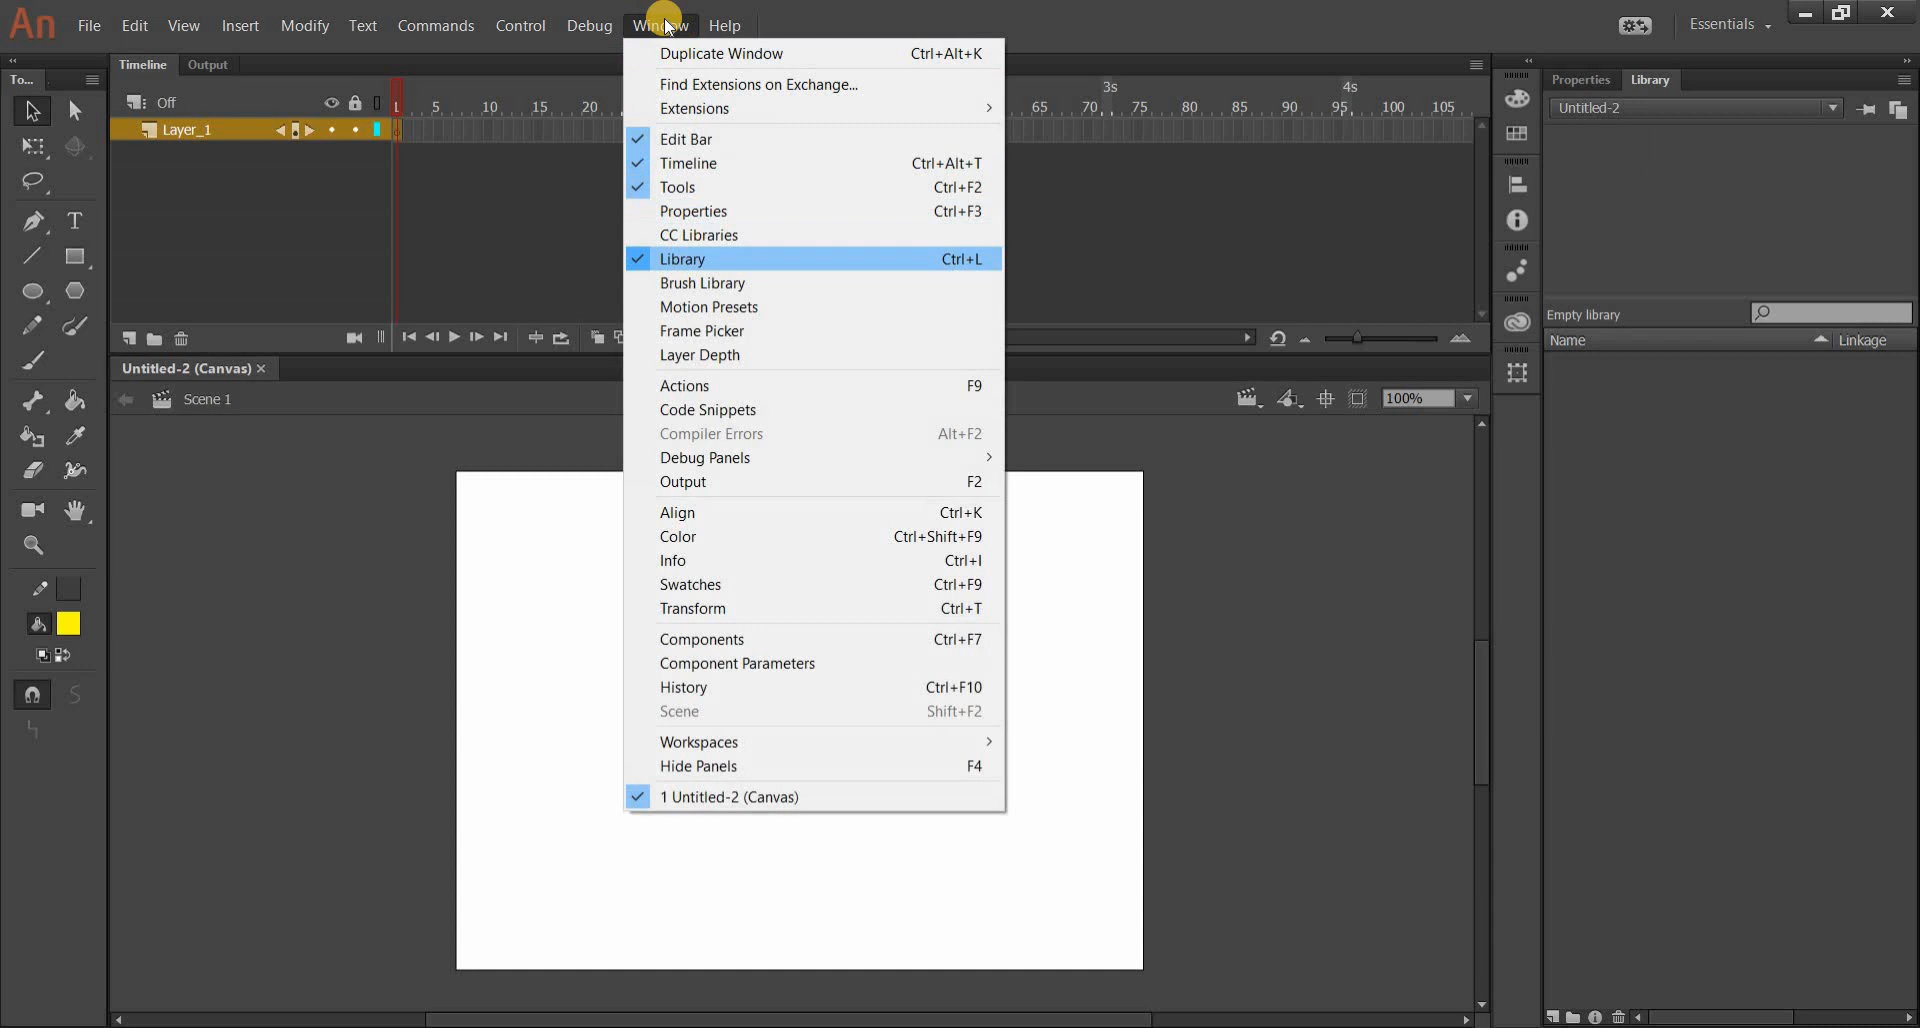 An File Edit View Insert Modify Text Commands Control Debug Window Help Essentials
Duplicate Window Ctrl+Alt+K
Find Extensions on Exchange...
Extensions
Edit Bar
Timeline Ctrl+Alt+T
Tools Ctrl+F2
Properties Ctrl+F3
CC Libraries
Library Ctrl+L
Brush Library
Motion Presets
Frame Picker
Layer Depth
Actions F9
Code Snippets
Compiler Errors Alt+F2
Debug Panels
Output F2
Align Ctrl+K
Color Ctrl+Shift+F9
Info Ctrl+I
Swatches Ctrl+F9
Transform Ctrl+T
Components Ctrl+F7
Component Parameters
History Ctrl+F10
Scene Shift+F2
Workspaces
Hide Panels F4
1 Untitled-2 (Canvas)
To...
Timeline Output
Off
1 5 10 15 20
3s 4s
65 70 75 80 85 90 95 100 105
Layer_1
Untitled-2 (Canvas)
Scene 1
100%
Properties Library
Untitled-2
Empty library
Name Linkage